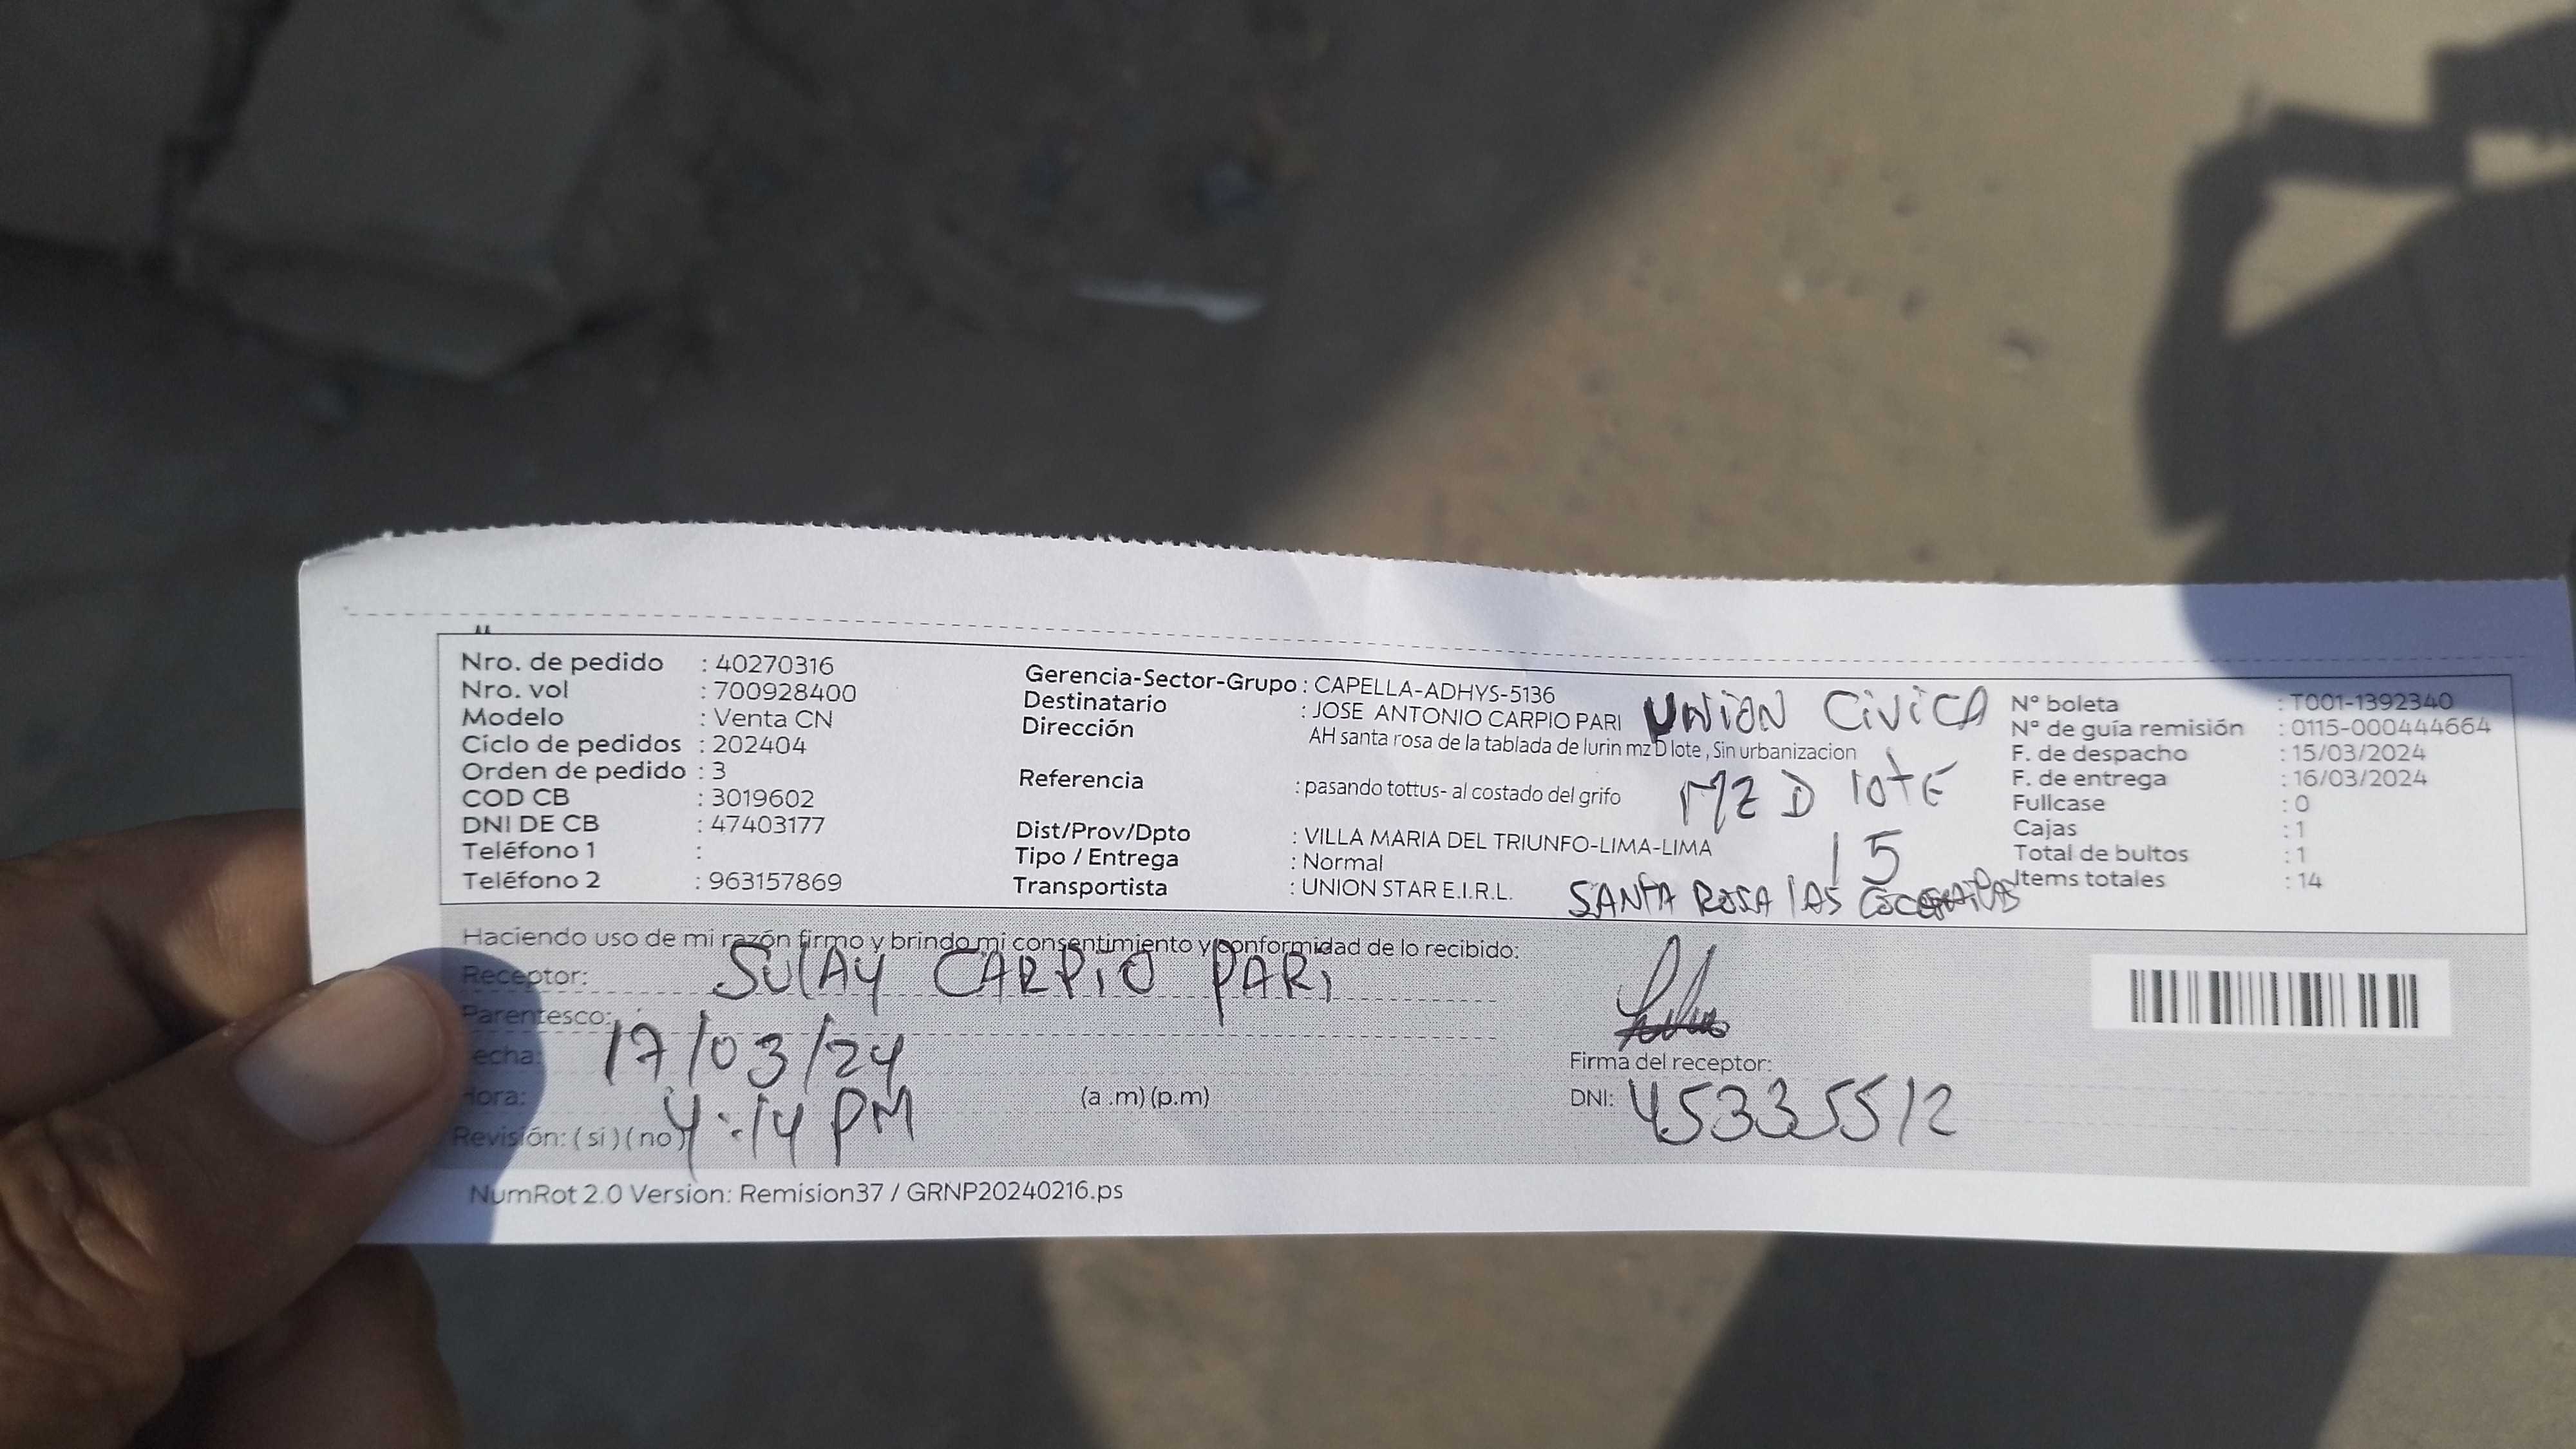 Nro. de pedido : 40270316
Nro. vol : 700928400
Modelo : Venta CN
Ciclo de pedidos : 202404
Orden de pedido : 3
COD CB : 3019602
DNI DE CB : 47403177
Teléfono 1 :
Teléfono 2 : 963157869
Gerencia-Sector-Grupo : CAPELLA-ADHYS-5136
Destinatario : JOSE ANTONIO CARPIO PARI
Dirección AH santa rosa de la tablada de lurin mz D lote , Sin urbanizacion
Referencia : pasando tottus- al costado del grifo
Dist/Prov/Dpto : VILLA MARIA DEL TRIUNFO-LIMA-LIMA
Tipo / Entrega : Normal
Transportista : UNION STAR E.I.R.L.
UNION CIVICA
MZ D lotE
15
SANTA ROSA lAS
N° boleta : T001-1392340
N° de guía remisión : 0115-000444664
F. de despacho : 15/03/2024
F. de entrega : 16/03/2024
Fullcase : 0
Cajas : 1
Total de bultos : 1
Items totales : 14
Haciendo uso de mi razón firmo y brindo mi consentimiento y conformidad de lo recibido:
Receptor: SUlAY CARPIO PARI
Parentesco:
echa: 17/03/24
Hora: 4:14 PM (a .m) (p.m)
Revisión: ( si ) ( no )
Firma del receptor:
DNI: 45335512
NumRot 2.0 Version: Remision37 / GRNP20240216.ps